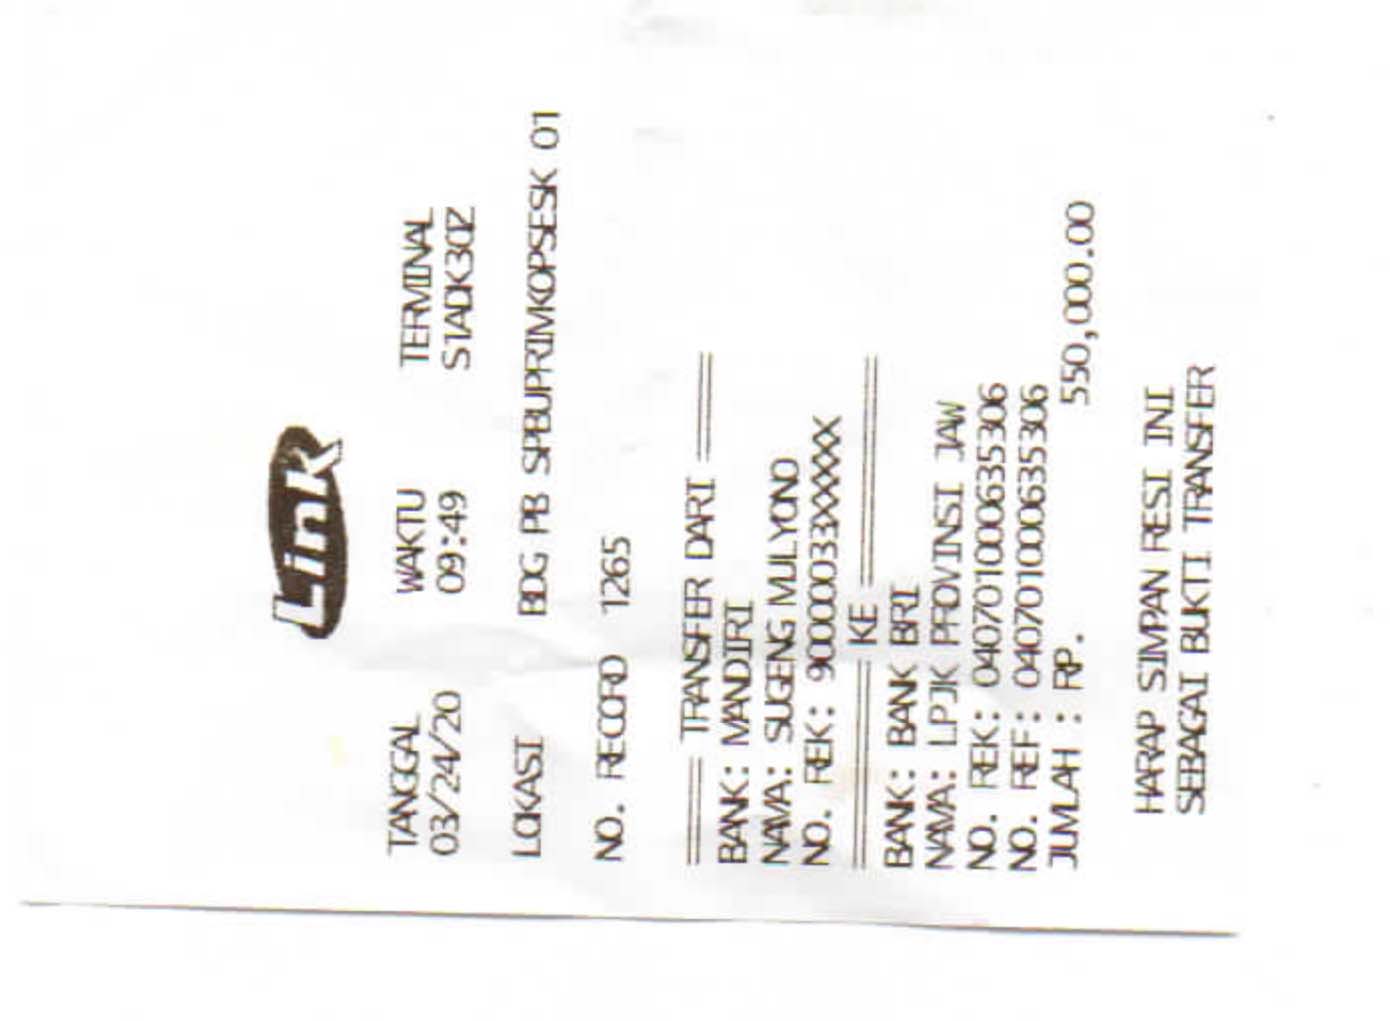 Link
TANGGAL WAKTU TERMINAL
03/24/20 09:49 S1ADK30Z
LOKASI BDG PB SPBUPRIMKOPSESK 01
NO. RECORD 1265
TRANSFER DARI
BANK: MANDIRI
NAMA: SUGENG MULYONO
NO. REK: 90000033XXXXX
KE
BANK: BANK BRI
NAMA: LPJK PROVINSI JAW
NO. REK: 040701000635306
NO. REF: 040701000635306
JUMLAH : RP. 550,000.00
HARAP SIMPAN RESI INI
SEBAGAI BUKTI TRANSFER